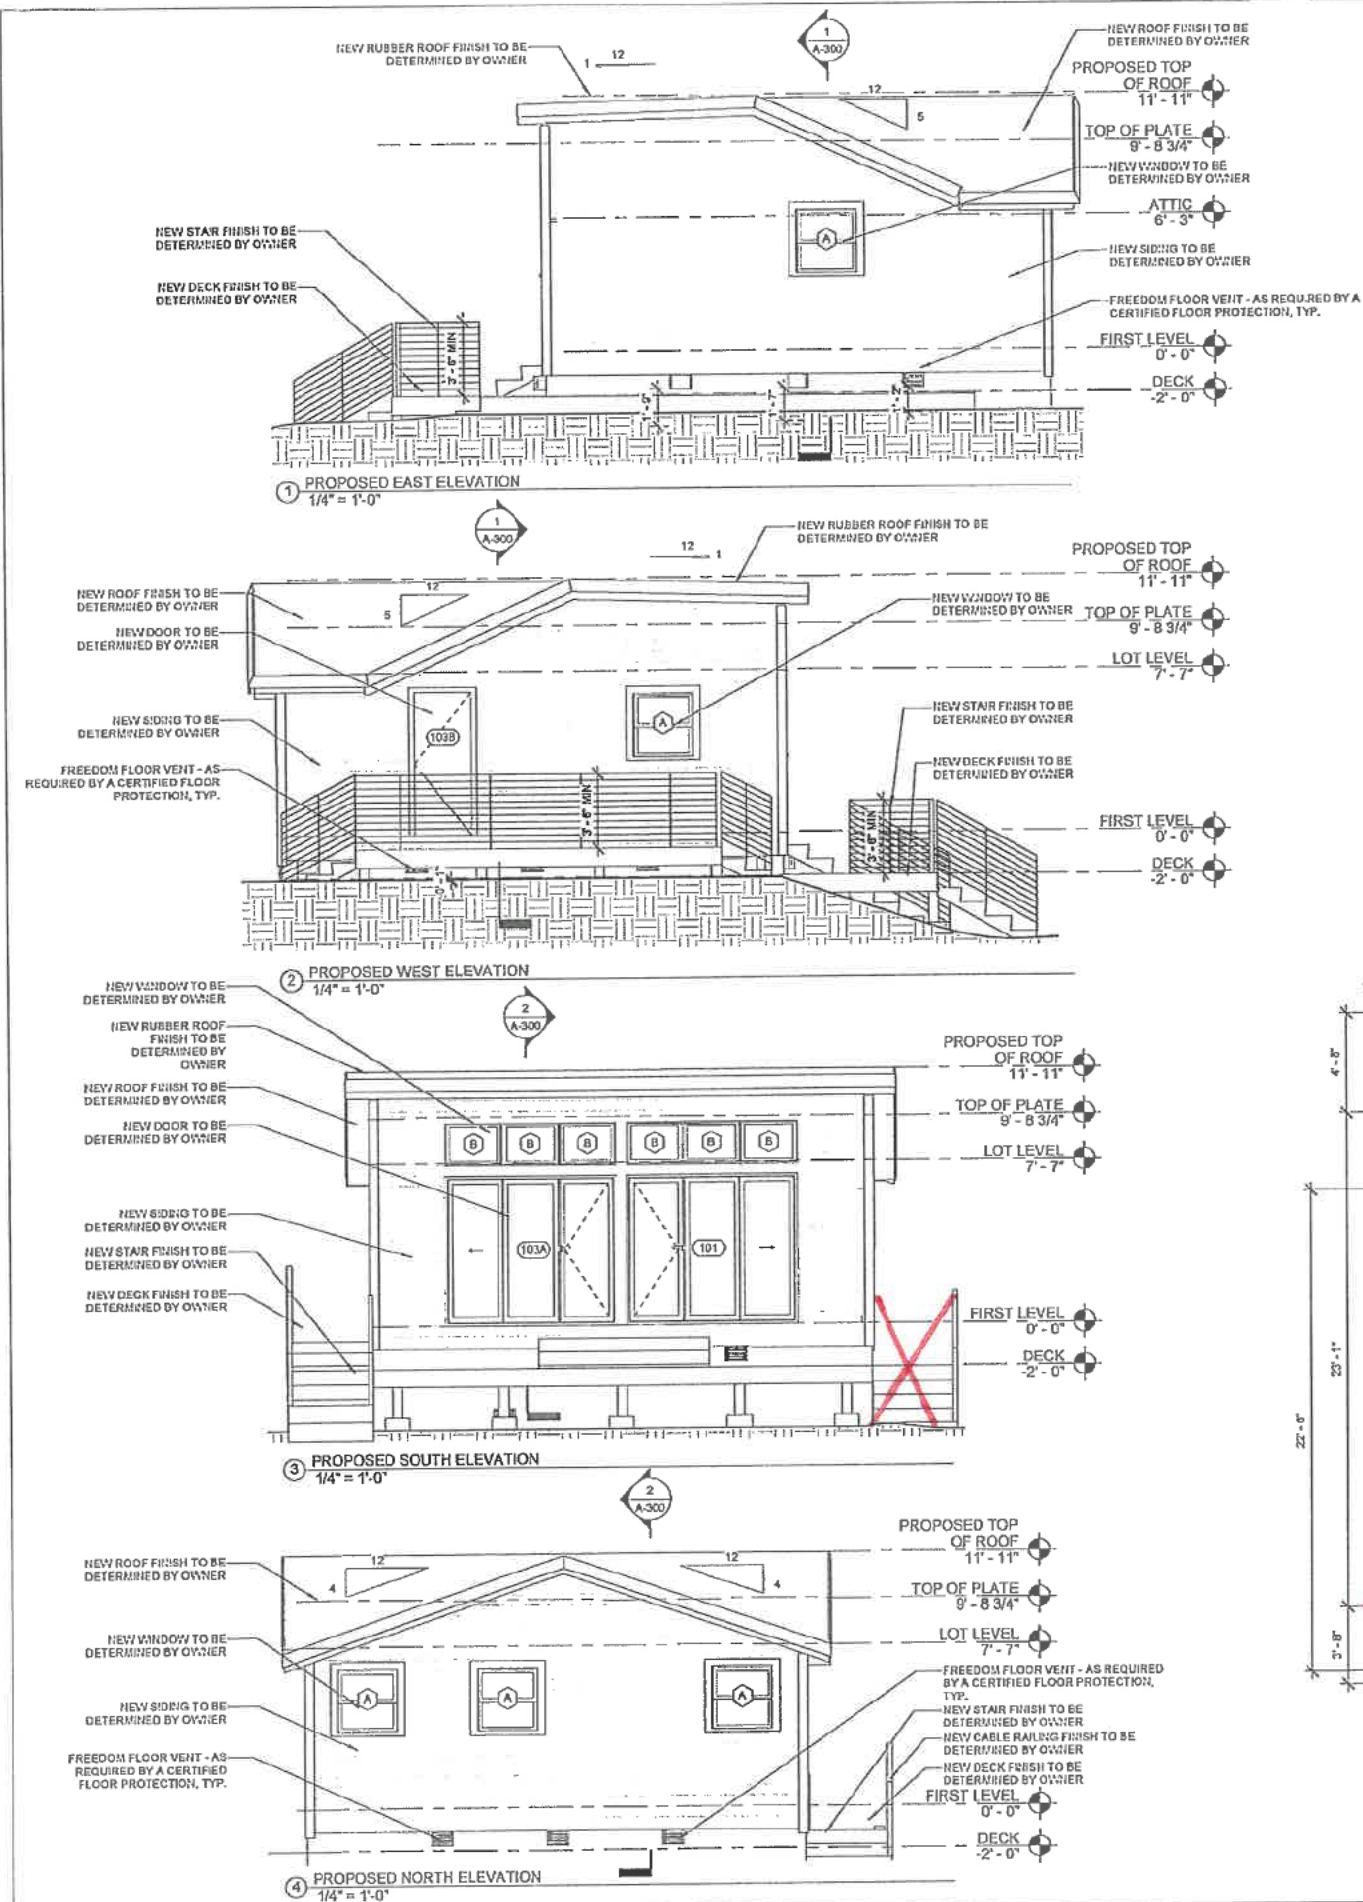 NEW RUBBER ROOF FINISH TO BE
DETERMINED BY OWNER
1 12
1
A-300
NEW ROOF FINISH TO BE
DETERMINED BY OWNER
PROPOSED TOP
OF ROOF
11' - 11"
12
5
TOP OF PLATE
9' - 8 3/4"
NEW WINDOW TO BE
DETERMINED BY OWNER
ATTIC
6' - 3"
A
NEW STAIR FINISH TO BE
DETERMINED BY OWNER
NEW SIDING TO BE
DETERMINED BY OWNER
NEW DECK FINISH TO BE
DETERMINED BY OWNER
FREEDOM FLOOR VENT - AS REQUIRED BY A
CERTIFIED FLOOR PROTECTION, TYP.
3' - 6" MIN
FIRST LEVEL
0' - 0"
DECK
-2' - 0"
1' - 9"
1' - 7"
1' - 2"
1 PROPOSED EAST ELEVATION
1/4" = 1'-0"
1
A-300
12 1
NEW RUBBER ROOF FINISH TO BE
DETERMINED BY OWNER
PROPOSED TOP
OF ROOF
11' - 11"
NEW ROOF FINISH TO BE
DETERMINED BY OWNER
12
5
NEW WINDOW TO BE
DETERMINED BY OWNER
TOP OF PLATE
9' - 8 3/4"
NEW DOOR TO BE
DETERMINED BY OWNER
LOT LEVEL
7' - 7"
NEW SIDING TO BE
DETERMINED BY OWNER
103B
A
NEW STAIR FINISH TO BE
DETERMINED BY OWNER
FREEDOM FLOOR VENT - AS
REQUIRED BY A CERTIFIED FLOOR
PROTECTION, TYP.
NEW DECK FINISH TO BE
DETERMINED BY OWNER
3' - 6" MIN
3' - 6" MIN
FIRST LEVEL
0' - 0"
DECK
-2' - 0"
0' - 1"
2 PROPOSED WEST ELEVATION
1/4" = 1'-0"
NEW WINDOW TO BE
DETERMINED BY OWNER
2
A-300
NEW RUBBER ROOF
FINISH TO BE
DETERMINED BY
OWNER
PROPOSED TOP
OF ROOF
11' - 11"
NEW ROOF FINISH TO BE
DETERMINED BY OWNER
TOP OF PLATE
9' - 8 3/4"
NEW DOOR TO BE
DETERMINED BY OWNER
B B B B B B
LOT LEVEL
7' - 7"
NEW SIDING TO BE
DETERMINED BY OWNER
103A 101
NEW STAIR FINISH TO BE
DETERMINED BY OWNER
NEW DECK FINISH TO BE
DETERMINED BY OWNER
FIRST LEVEL
0' - 0"
DECK
-2' - 0"
3 PROPOSED SOUTH ELEVATION
1/4" = 1'-0"
2
A-300
PROPOSED TOP
OF ROOF
11' - 11"
NEW ROOF FINISH TO BE
DETERMINED BY OWNER
12
4
12
4
TOP OF PLATE
9' - 8 3/4"
NEW WINDOW TO BE
DETERMINED BY OWNER
LOT LEVEL
7' - 7"
A A A
FREEDOM FLOOR VENT - AS REQUIRED
BY A CERTIFIED FLOOR PROTECTION,
TYP.
NEW SIDING TO BE
DETERMINED BY OWNER
NEW STAIR FINISH TO BE
DETERMINED BY OWNER
NEW CABLE RAILING FINISH TO BE
DETERMINED BY OWNER
FREEDOM FLOOR VENT - AS
REQUIRED BY A CERTIFIED
FLOOR PROTECTION, TYP.
NEW DECK FINISH TO BE
DETERMINED BY OWNER
FIRST LEVEL
0' - 0"
DECK
-2' - 0"
4 PROPOSED NORTH ELEVATION
1/4" = 1'-0"
4' - 8"
23' - 1"
22' - 6"
3' - 8"